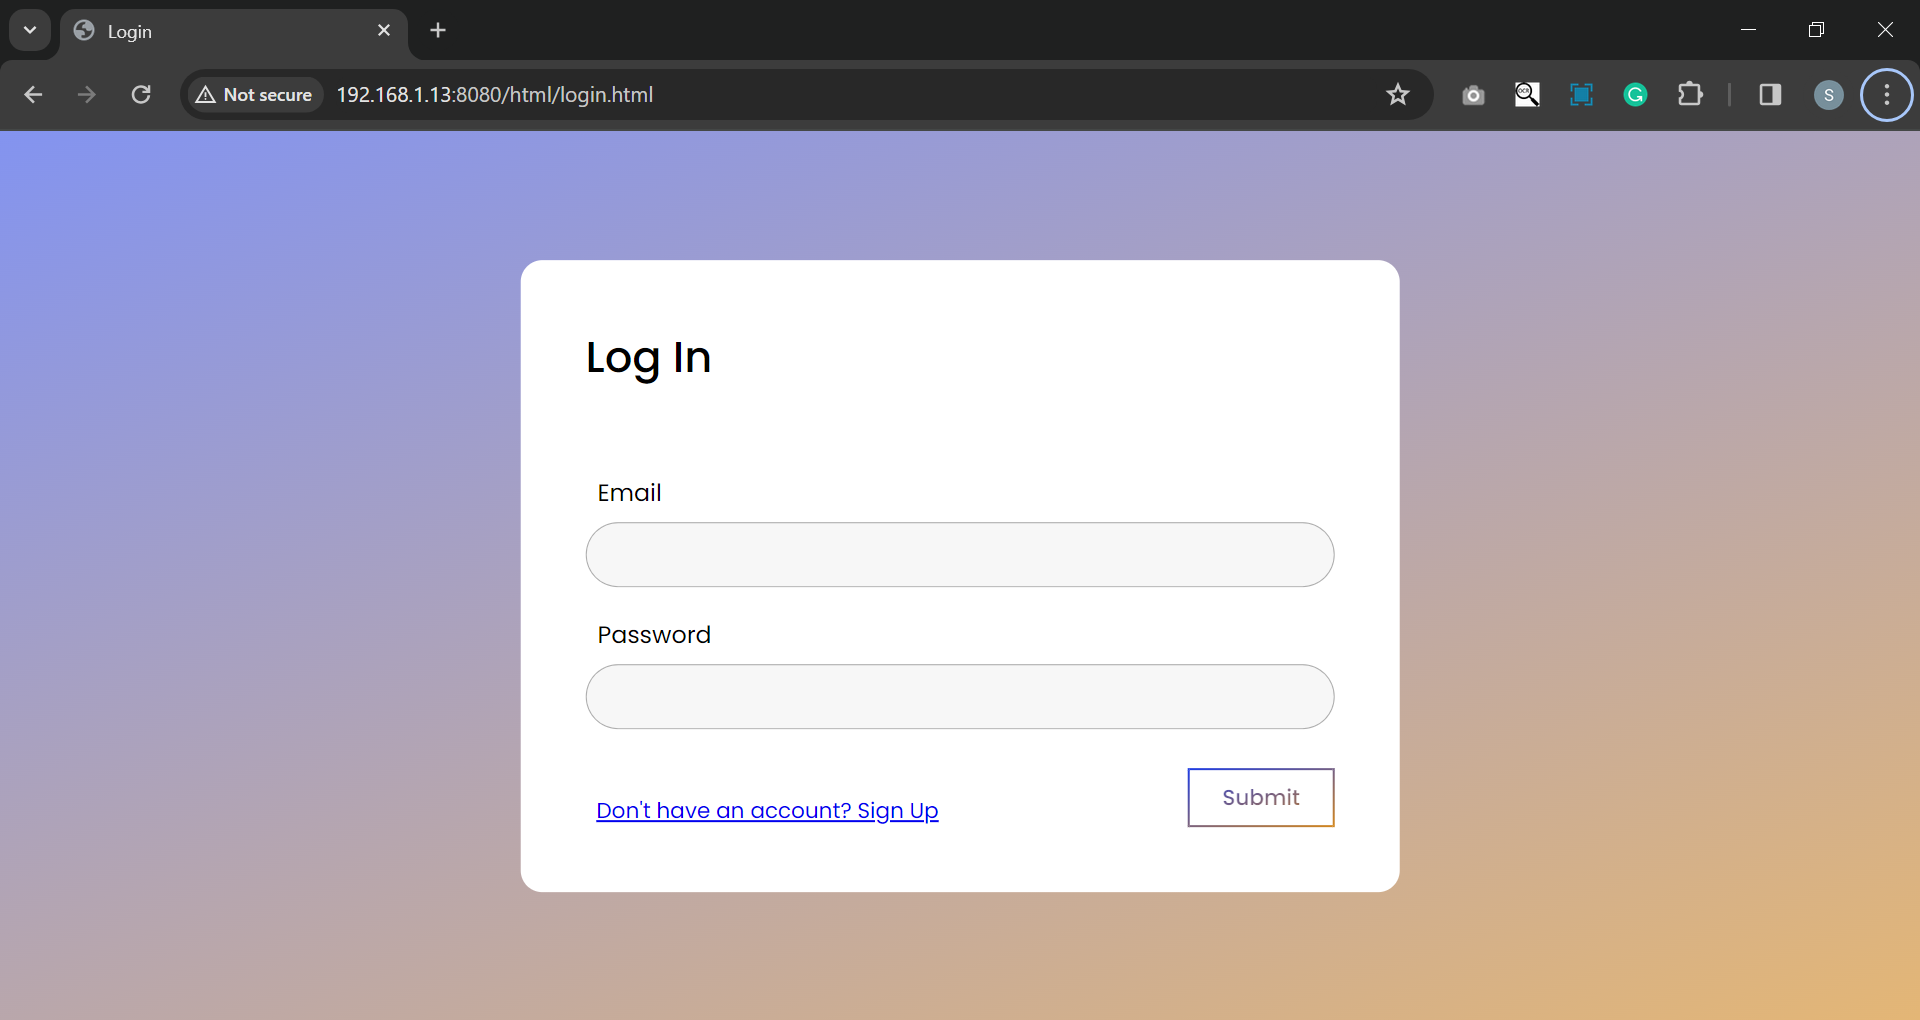 Login
Not secure 192.168.1.13:8080/html/login.html
S
Log In
Email
Password
Don't have an account? Sign Up
Submit